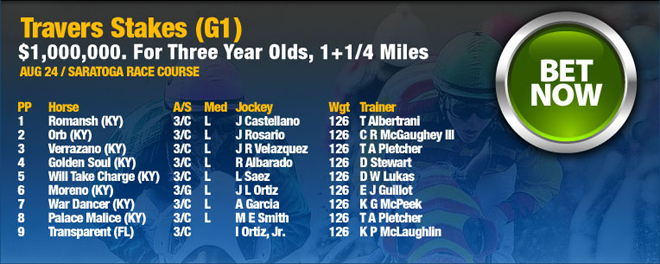 Travers Stakes (G1)
$1,000,000. For Three Year Olds, 1+1/4 Miles
AUG 24 / SARATOGA RACE COURSE
BET
NOW
PP Horse A/S Med Jockey Wgt Trainer
1 Romansh (KY) 3/C L J Castellano 126 T Albertrani
2 Orb (KY) 3/C L J Rosario 126 C R McGaughey III
3 Verrazano (KY) 3/C L J R Velazquez 126 T A Pletcher
4 Golden Soul (KY) 3/C L R Albarado 126 D Stewart
5 Will Take Charge (KY) 3/C L L Saez 126 D W Lukas
6 Moreno (KY) 3/G L J L Ortiz 126 E J Guillot
7 War Dancer (KY) 3/C L A Garcia 126 K G McPeek
8 Palace Malice (KY) 3/C L M E Smith 126 T A Pletcher
9 Transparent (FL) 3/C I Ortiz, Jr. 126 K P McLaughlin